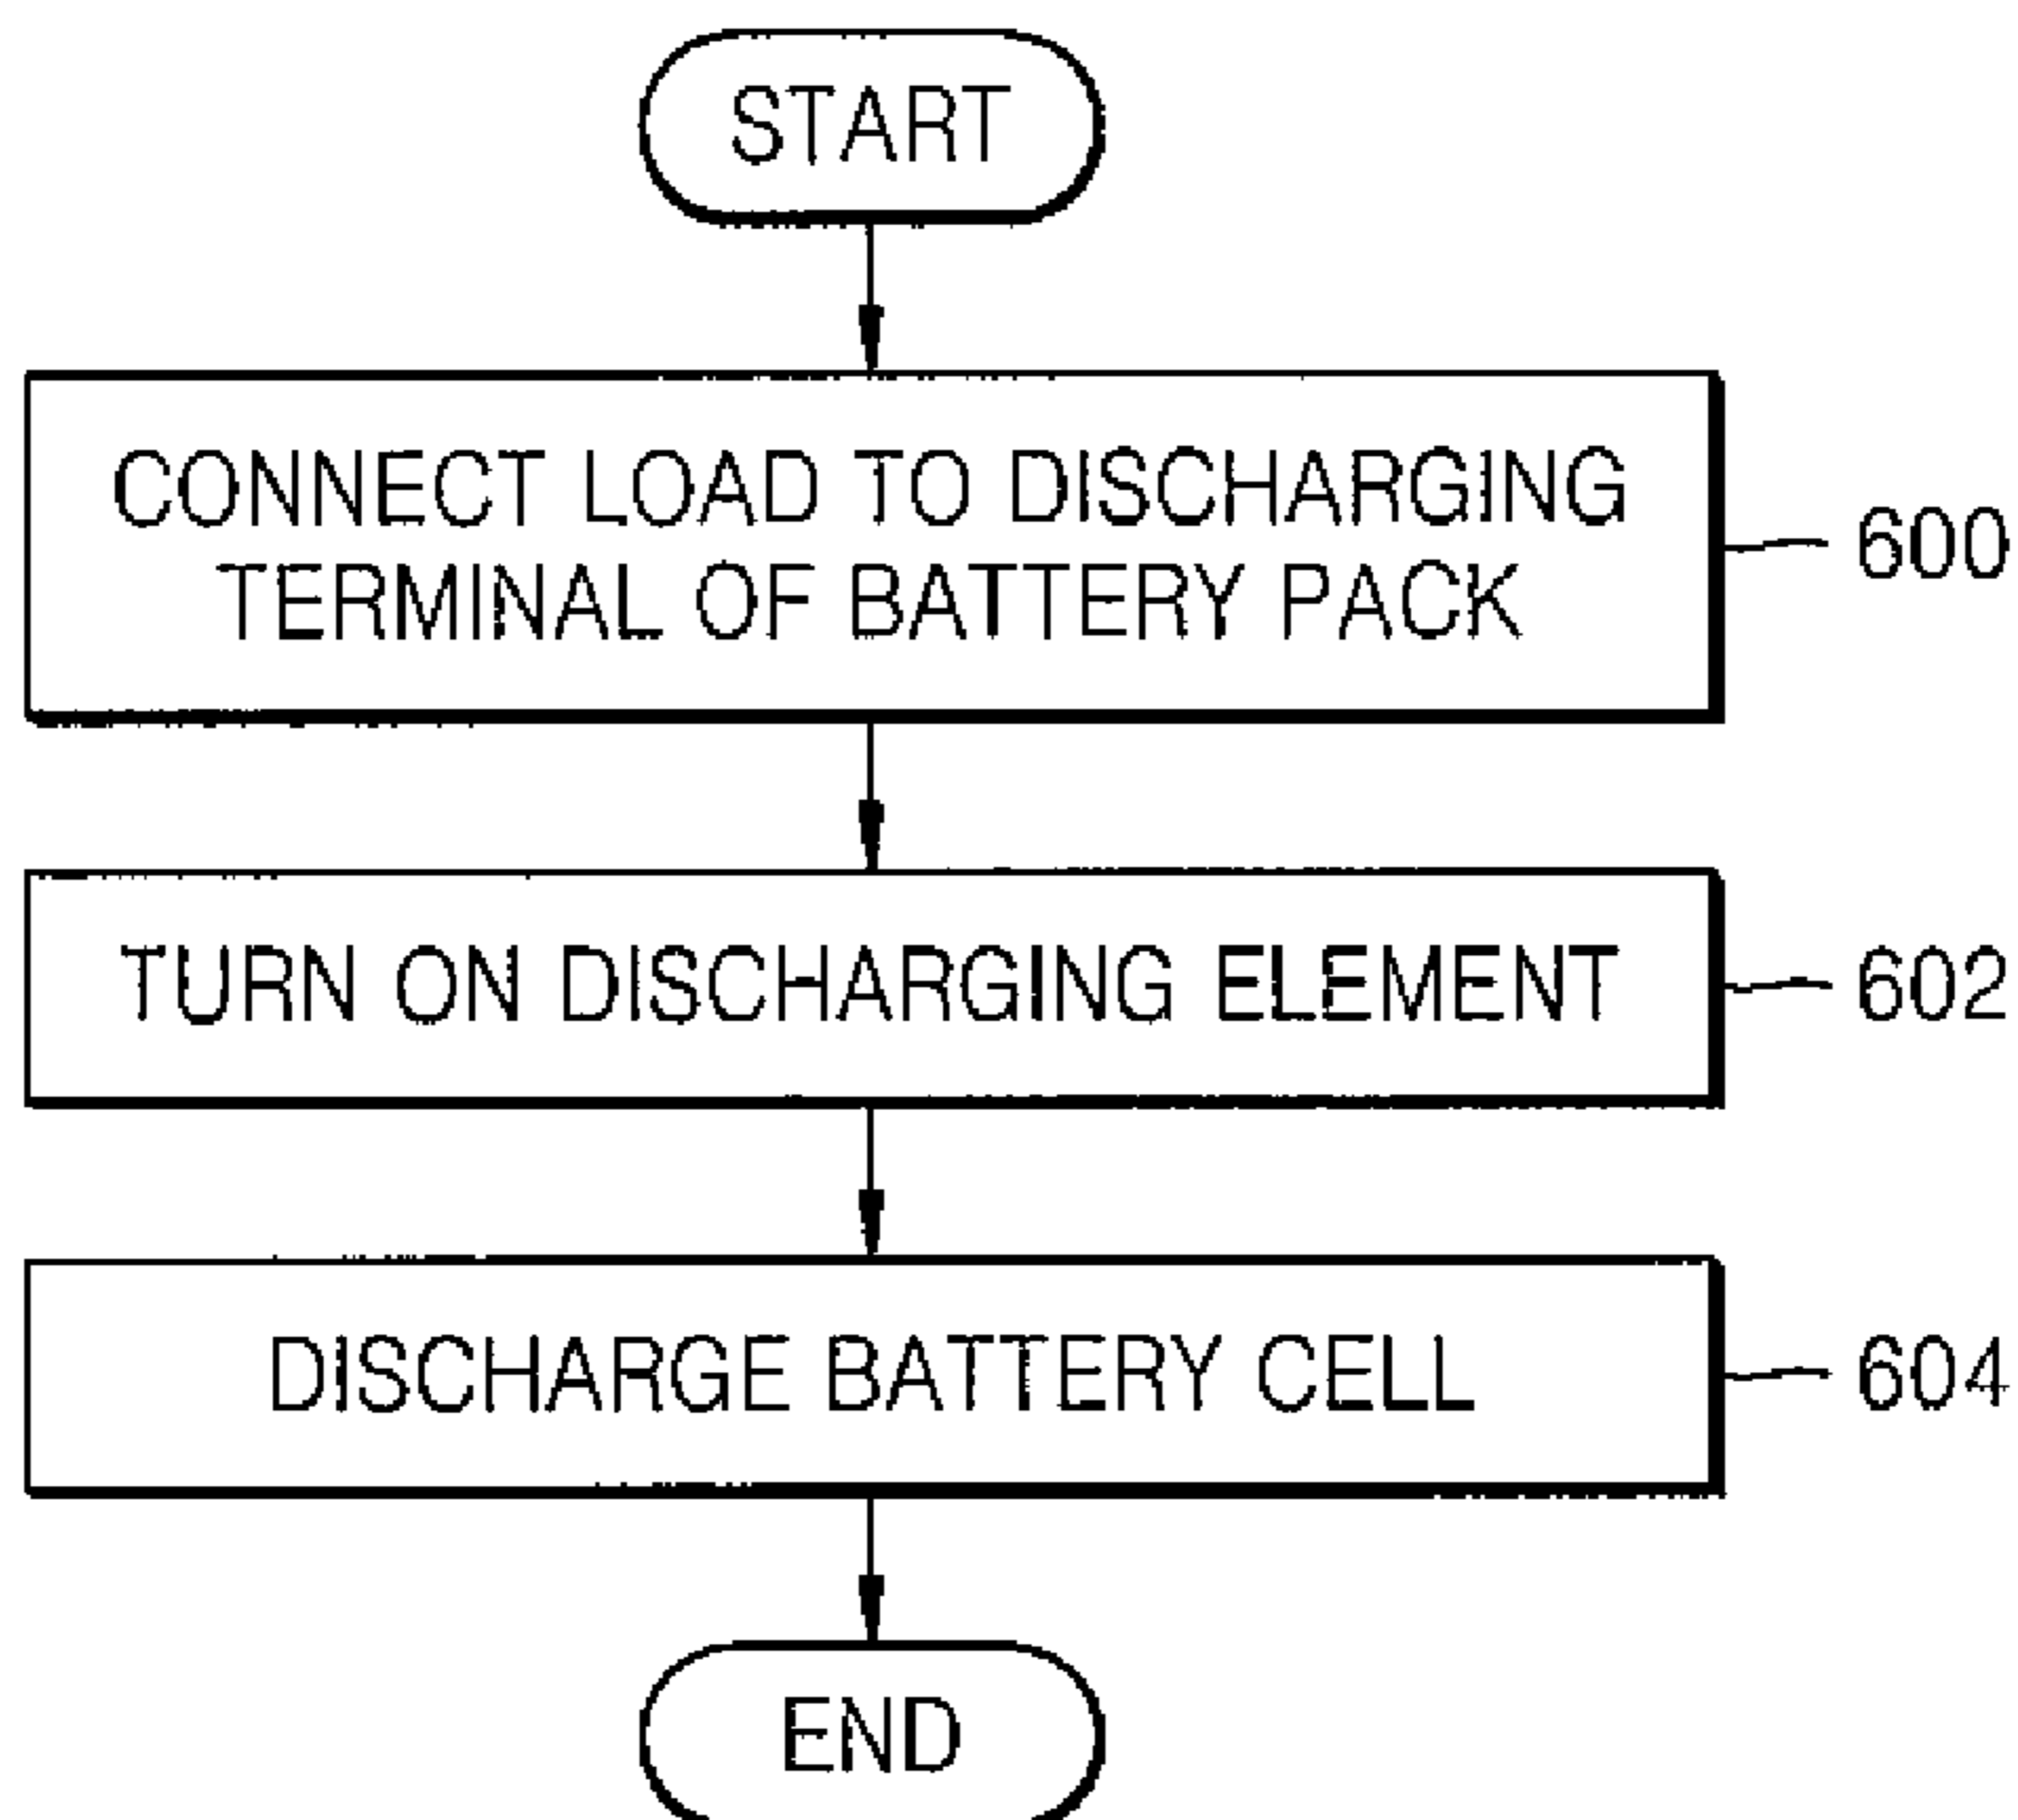 START
CONNECT LOAD TO DISCHARGING
TERMINAL OF BATTERY PACK
600
TURN ON DISCHARGING ELEMENT
602
DISCHARGE BATTERY CELL
604
END